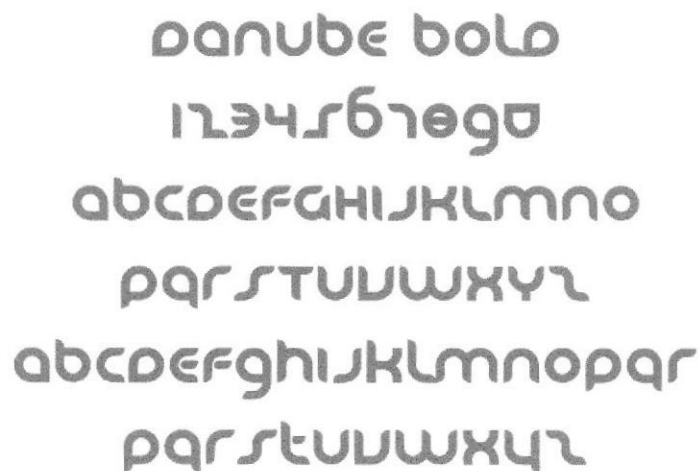 Danube bold
1234567890
abcDEFGHIJKLmno
pqrSTUVWXYZ
abcDEFghiJKlmnopqr
pqrstuvwxyz